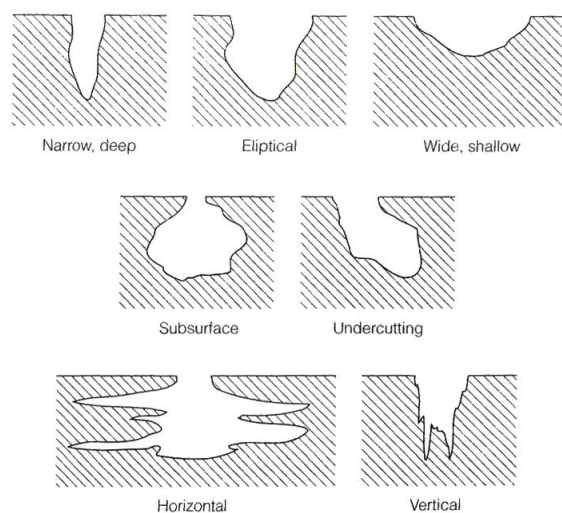 Narrow, deep
Eliptical
Wide, shallow
Subsurface
Undercutting
Horizontal
Vertical